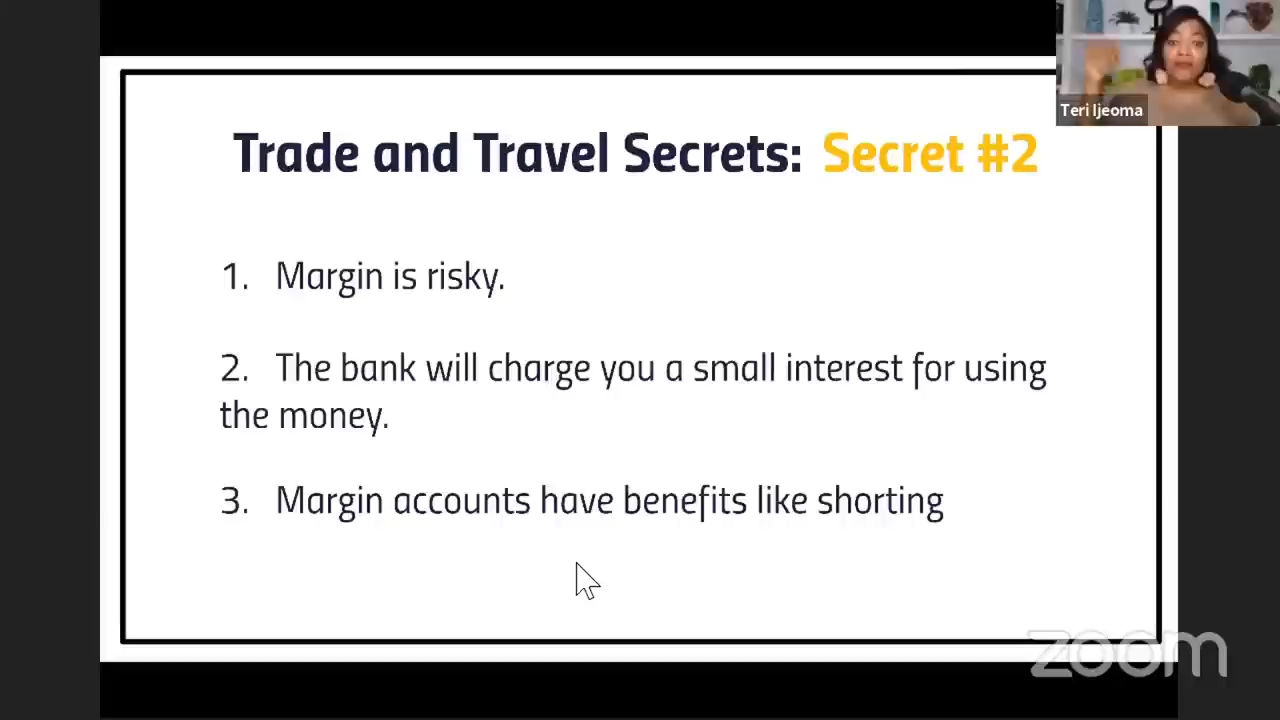 Teri Ijeoma
Trade and Travel Secrets: Secret #2
1. Margin is risky.
2. The bank will charge you a small interest for using
the money.
3. Margin accounts have benefits like shorting
zoom